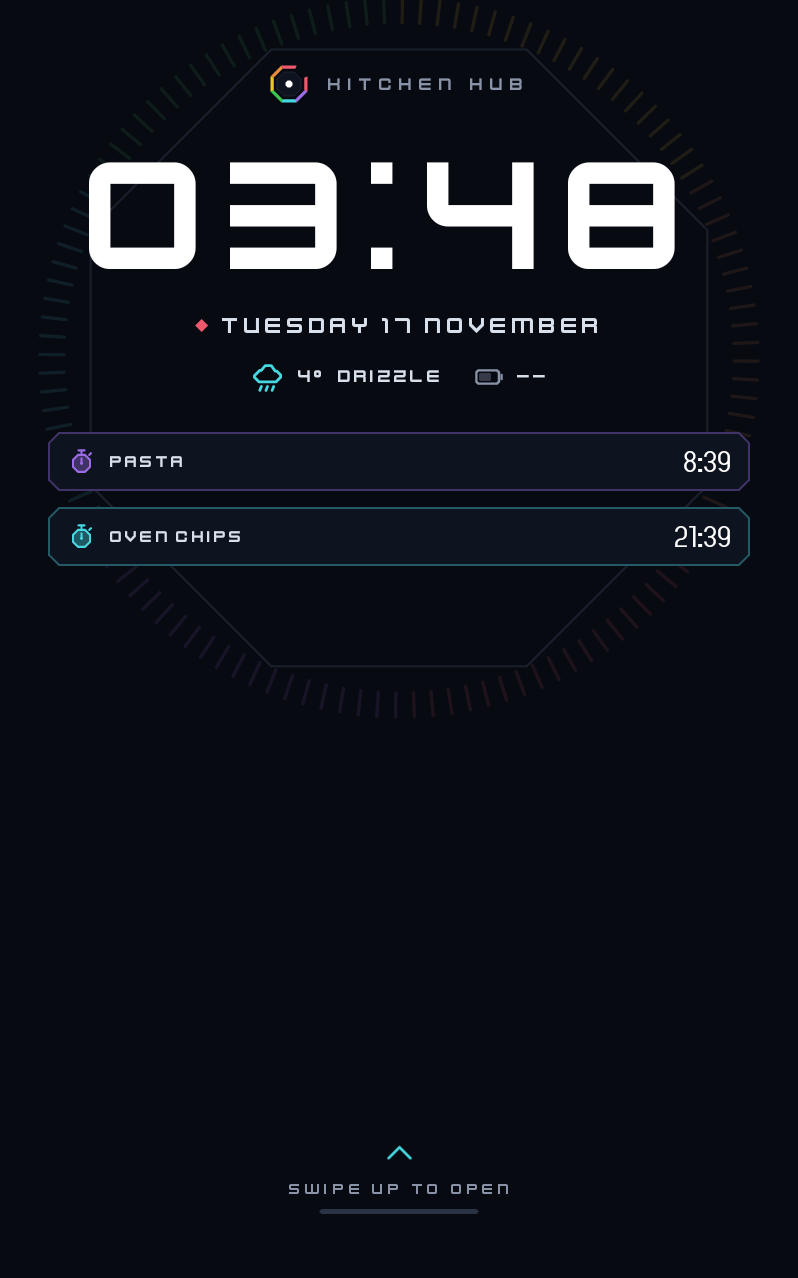 KITCHEN HUB
03:48
TUESDAY 17 NOVEMBER
4° DRIZZLE --
PASTA 8:39
OVEN CHIPS 21:39
SWIPE UP TO OPEN